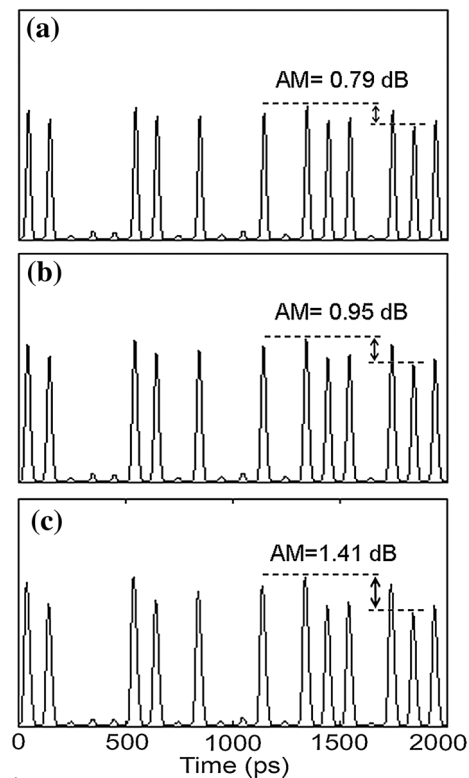 (a)
AM= 0.79 dB
(b)
AM= 0.95 dB
(c)
AM=1.41 dB
0 500 1000 1500 2000
Time (ps)